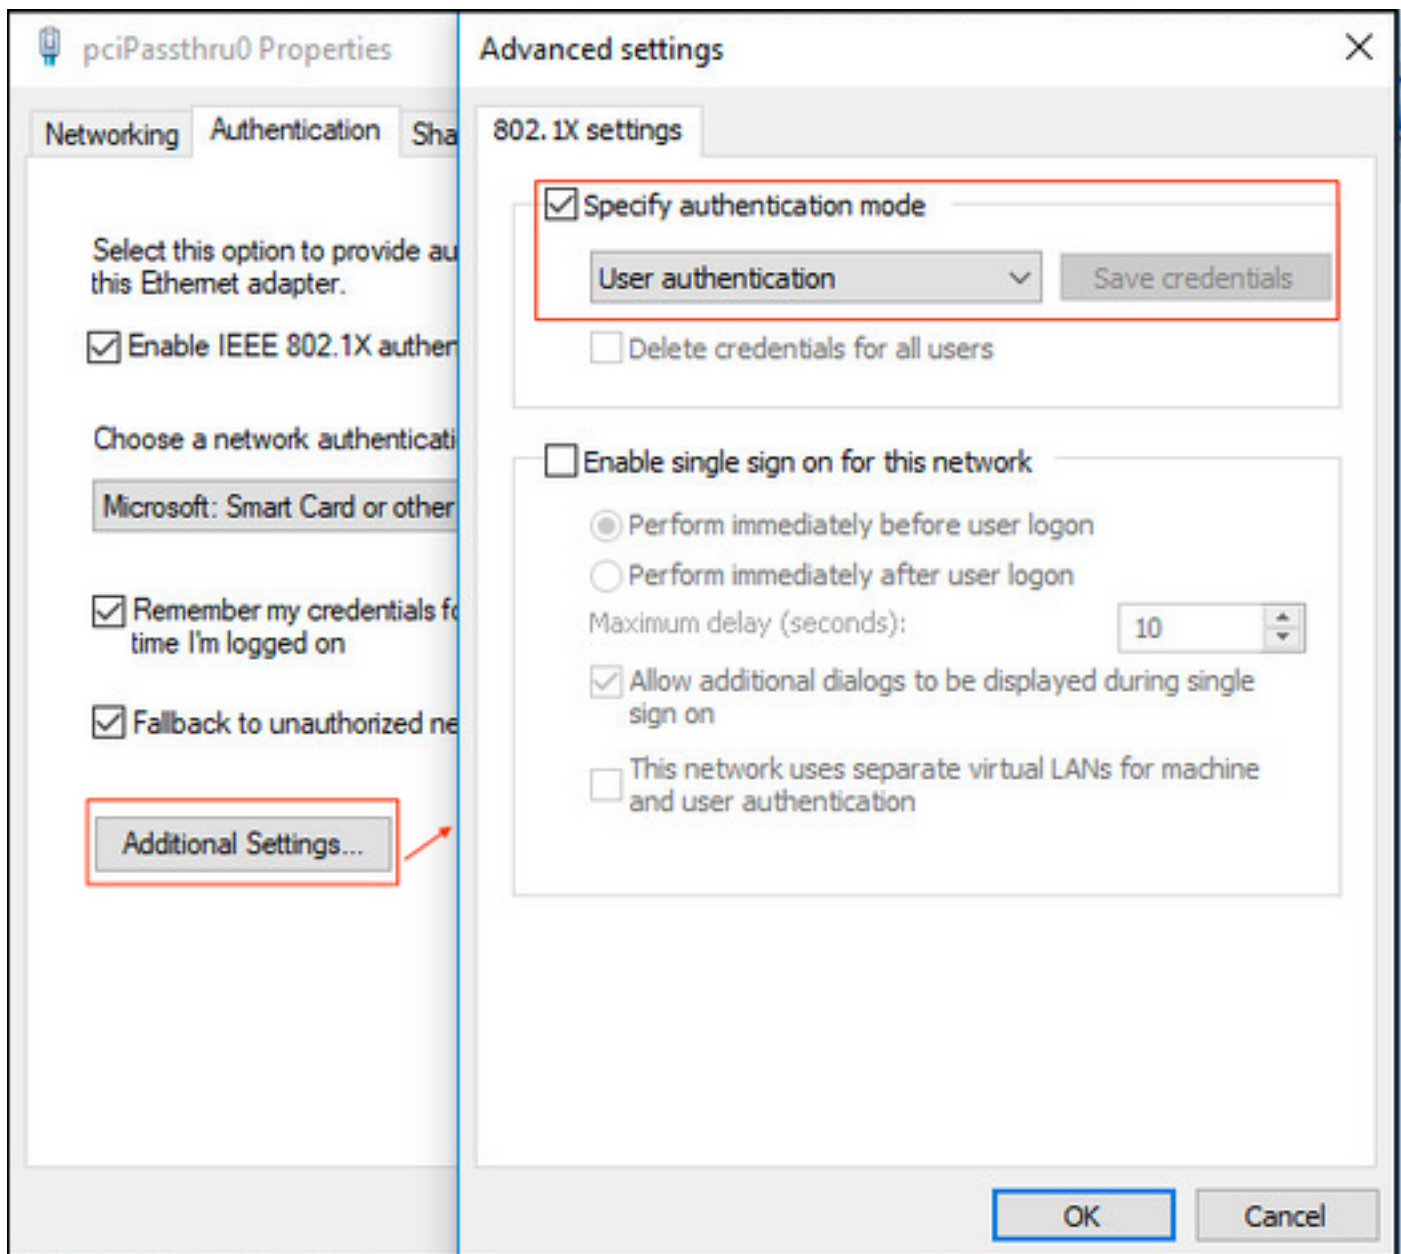 pciPassthru0 Properties
Networking
Authentication
Sha
Select this option to provide au
this Ethernet adapter.
Enable IEEE 802.1X authen
Choose a network authenticati
Microsoft: Smart Card or other
Remember my credentials fo
time I'm logged on
Fallback to unauthorized ne
Additional Settings...
Advanced settings
802.1X settings
Specify authentication mode
User authentication
Save credentials
Delete credentials for all users
Enable single sign on for this network
Perform immediately before user logon
Perform immediately after user logon
Maximum delay (seconds):
10
Allow additional dialogs to be displayed during single
sign on
This network uses separate virtual LANs for machine
and user authentication
OK
Cancel